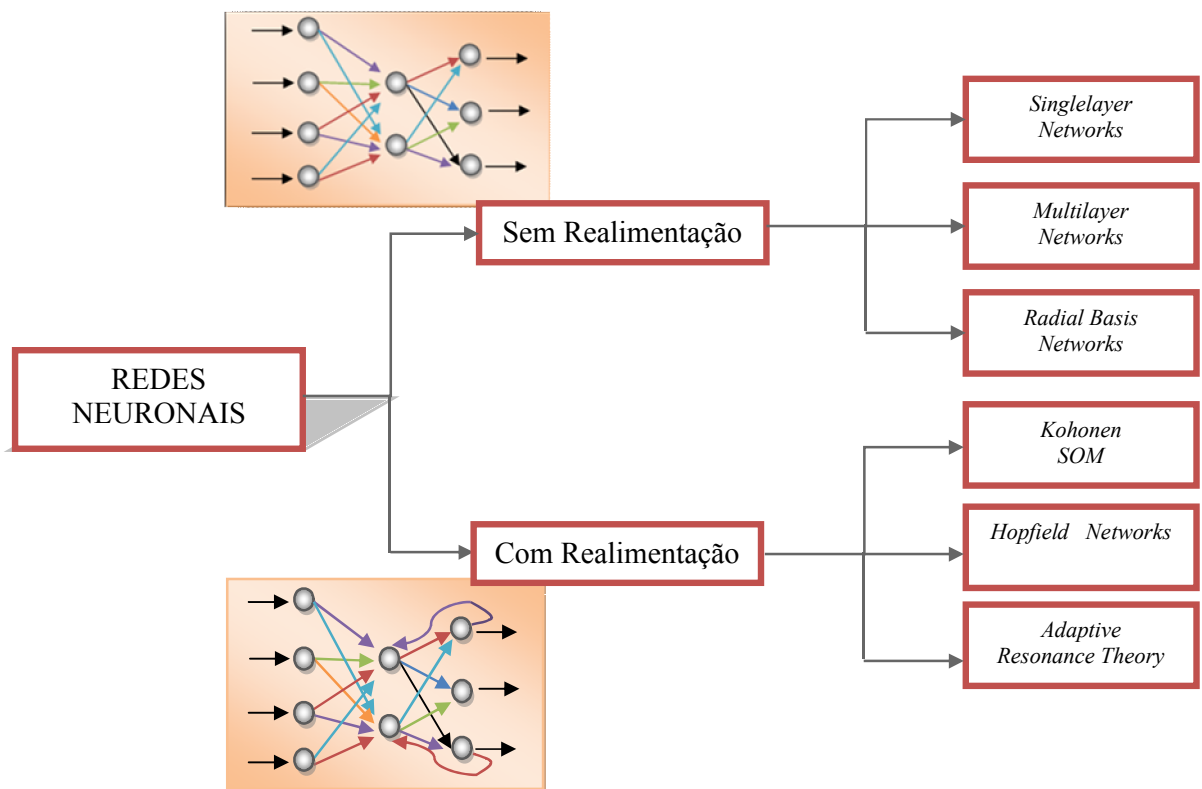 Singlelayer
Networks
Multilayer
Networks
Sem Realimentação
Radial Basis
Networks
REDES
NEURONAIS
Kohonen
SOM
Hopfield Networks
Com Realimentação
Adaptive
Resonance Theory